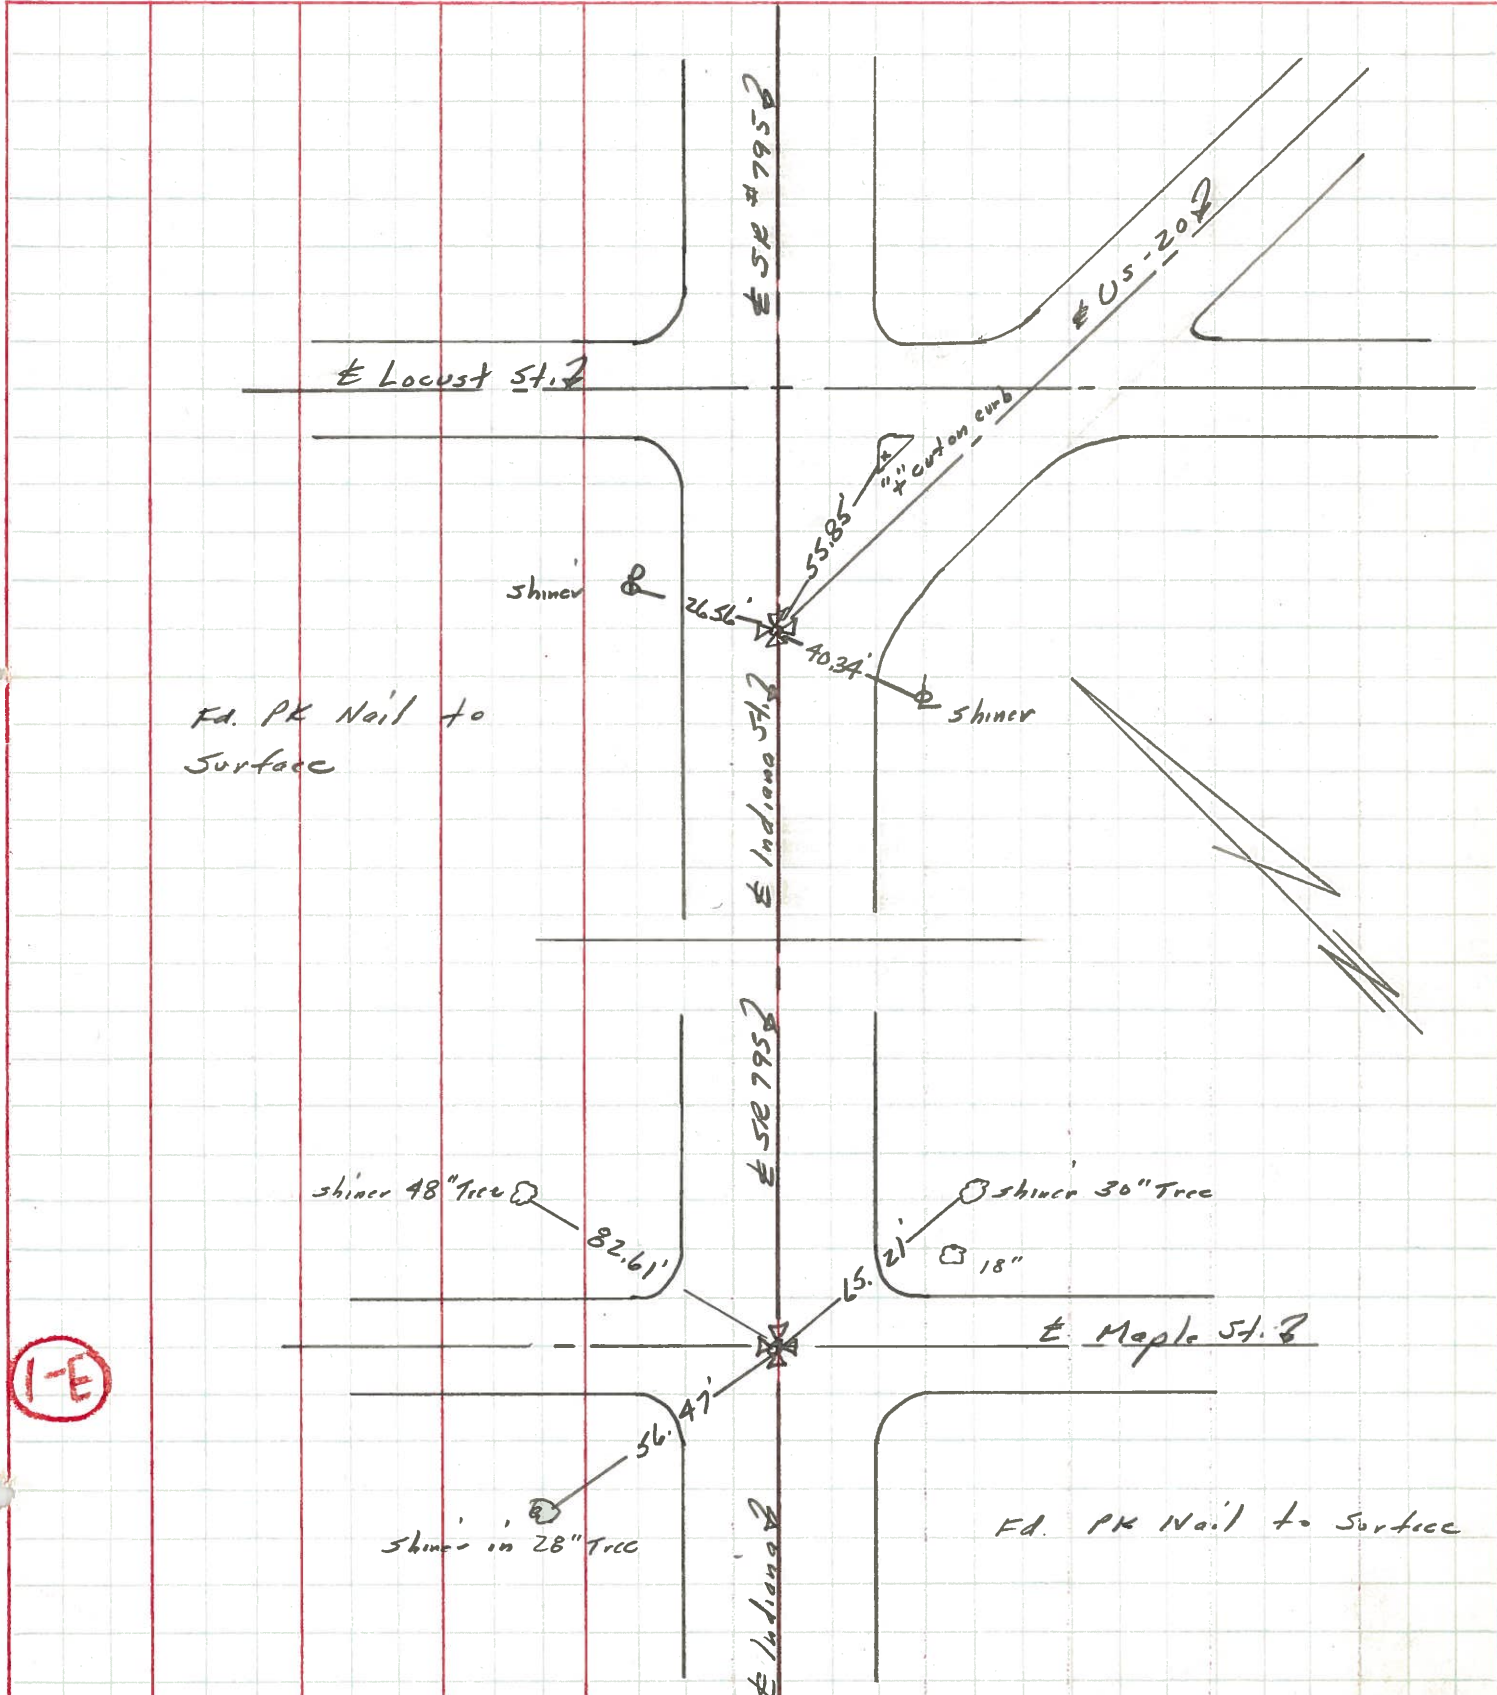 ℄ SR #795
℄ US-20
℄ Locust St.
"+" cut on curb
55.85'
shiner
26.56'
40.34'
shiner
Fd. PK Nail to
Surface
℄ Indiana St.
℄ SR 795
shiner 48" Tree
shiner 30" Tree
82.61'
65.21'
18"
℄ Maple St.
1-E
56.47'
shiner in 28" Tree
Fd. PK Nail to Surface
℄ Indiana